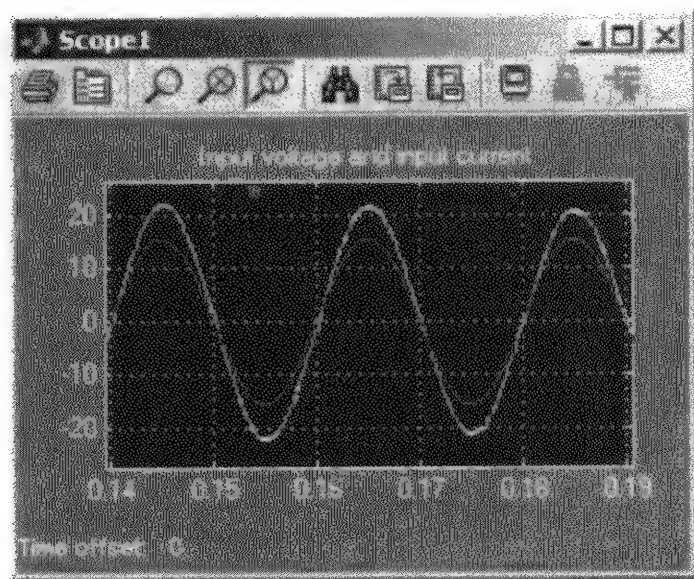 Scope1
Input voltage and input current
20
10
0
-10
-20
0.14 0.15 0.16 0.17 0.18 0.19
Time offset: 0